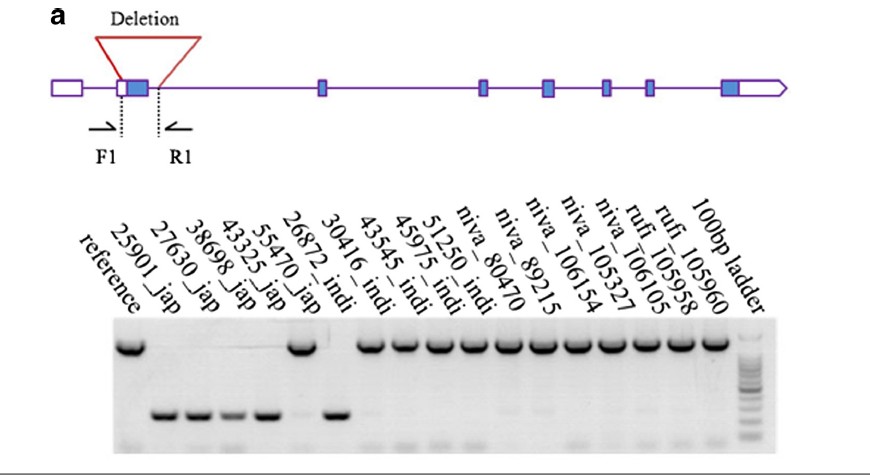 a
Deletion
F1
R1
reference
25901_jap
27630_jap
38698_jap
43325_jap
55470_jap
26872_indi
30416_indi
43545_indi
45975_indi
51250_indi
niva_80470
niva_89215
niva_106154
niva_105327
niva_106105
rufi_105958
rufi_105960
100bp ladder